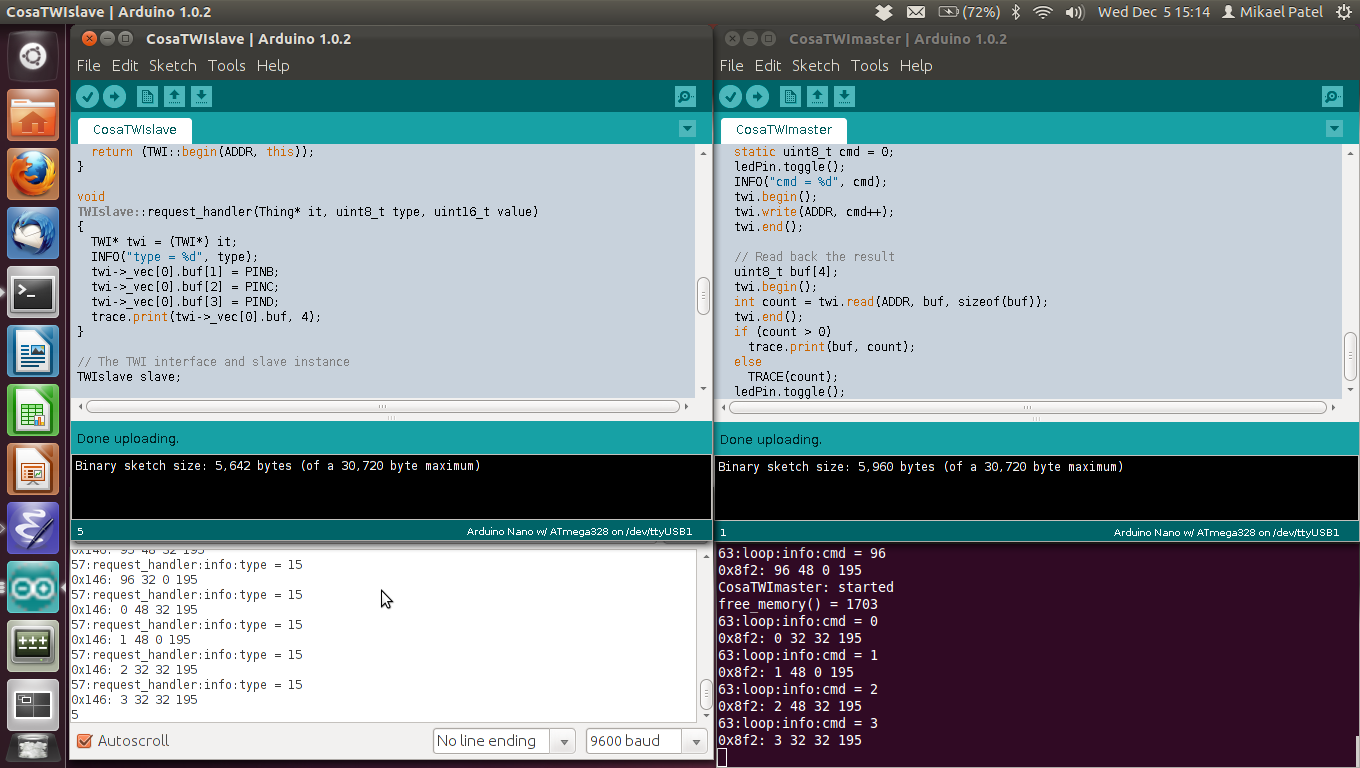 CosaTWIslave | Arduino 1.0.2
(72%)
Wed Dec 5 15:14
Mikael Patel
CosaTWIslave | Arduino 1.0.2
File Edit Sketch Tools Help
CosaTWIslave
return (TWI::begin(ADDR, this));
}
void
TWIslave::request_handler(Thing* it, uint8_t type, uint16_t value)
{
TWI* twi = (TWI*) it;
INFO("type = %d", type);
twi->_vec[0].buf[1] = PINB;
twi->_vec[0].buf[2] = PINC;
twi->_vec[0].buf[3] = PIND;
trace.print(twi->_vec[0].buf, 4);
}
// The TWI interface and slave instance
TWIslave slave;
Done uploading.
Binary sketch size: 5,642 bytes (of a 30,720 byte maximum)
5
Arduino Nano w/ ATmega328 on /dev/ttyUSB1
0x146: 95 48 32 195
57:request_handler:info:type = 15
0x146: 96 32 0 195
57:request_handler:info:type = 15
0x146: 0 48 32 195
57:request_handler:info:type = 15
0x146: 1 48 0 195
57:request_handler:info:type = 15
0x146: 2 32 32 195
57:request_handler:info:type = 15
0x146: 3 32 32 195
5
Autoscroll
No line ending
9600 baud
CosaTWImaster | Arduino 1.0.2
File Edit Sketch Tools Help
CosaTWImaster
static uint8_t cmd = 0;
ledPin.toggle();
INFO("cmd = %d", cmd);
twi.begin();
twi.write(ADDR, cmd++);
twi.end();
// Read back the result
uint8_t buf[4];
twi.begin();
int count = twi.read(ADDR, buf, sizeof(buf));
twi.end();
if (count > 0)
trace.print(buf, count);
else
TRACE(count);
ledPin.toggle();
Done uploading.
Binary sketch size: 5,960 bytes (of a 30,720 byte maximum)
1
Arduino Nano w/ ATmega328 on /dev/ttyUSB1
63:loop:info:cmd = 96
0x8f2: 96 48 0 195
CosaTWImaster: started
free_memory() = 1703
63:loop:info:cmd = 0
0x8f2: 0 32 32 195
63:loop:info:cmd = 1
0x8f2: 1 48 0 195
63:loop:info:cmd = 2
0x8f2: 2 48 32 195
63:loop:info:cmd = 3
0x8f2: 3 32 32 195